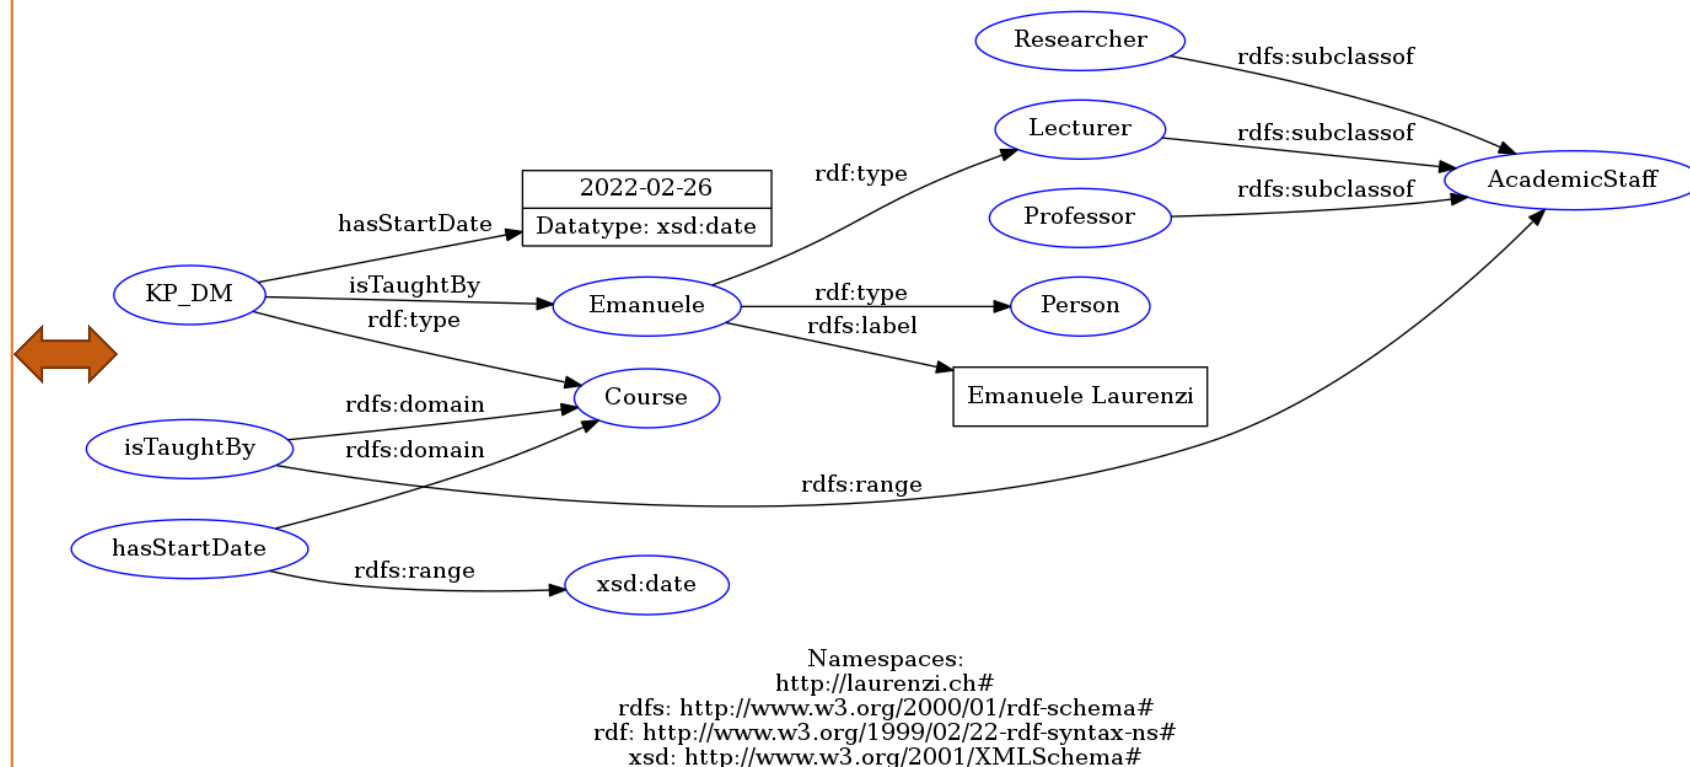 Researcher
rdfs:subclassof
Lecturer
rdfs:subclassof
rdf:type
AcademicStaff
2022-02-26
rdfs:subclassof
Professor
hasStartDate
Datatype: xsd:date
KP_DM
isTaughtBy
Emanuele
rdf:type
Person
rdf:type
rdfs:label
Course
Emanuele Laurenzi
rdfs:domain
isTaughtBy
rdfs:domain
rdfs:range
hasStartDate
rdfs:range
xsd:date
Namespaces:
http://laurenzi.ch#
rdfs: http://www.w3.org/2000/01/rdf-schema#
rdf: http://www.w3.org/1999/02/22-rdf-syntax-ns#
xsd: http://www.w3.org/2001/XMLSchema#